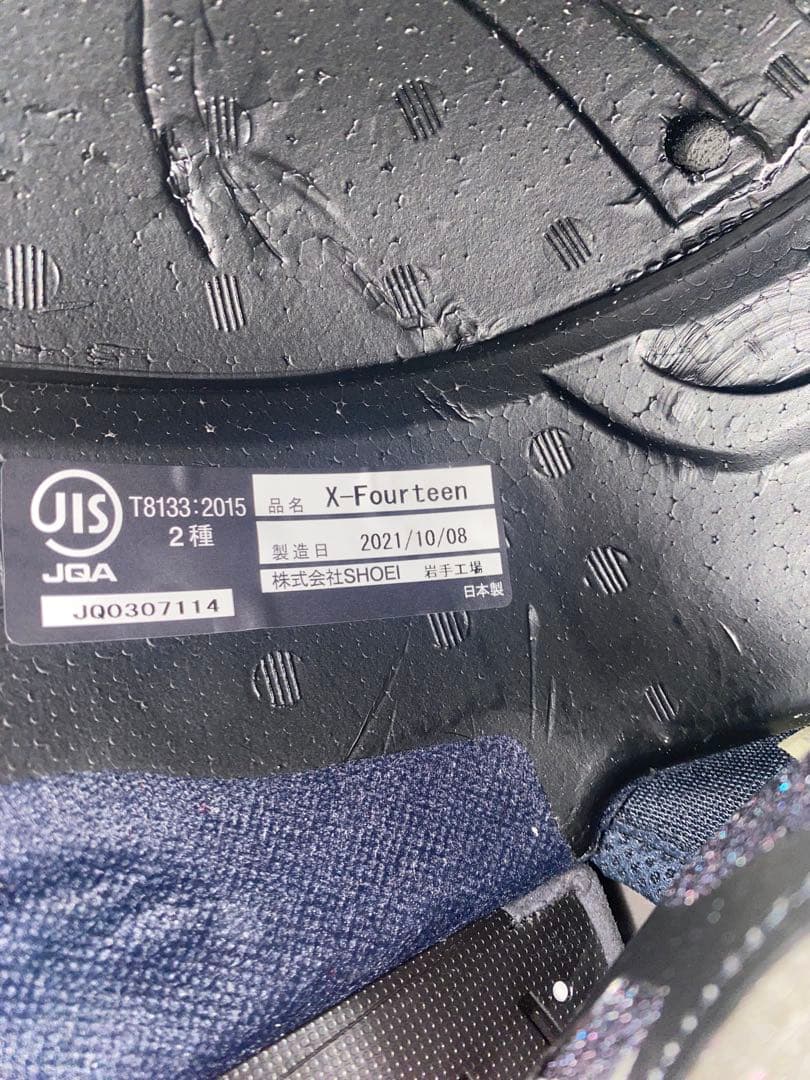 JIS
T8133:2015
2種
JQA
JQ0307114
品名 X-Fourteen
製造日 2021/10/08
株式会社SHOEI 岩手工場
日本製